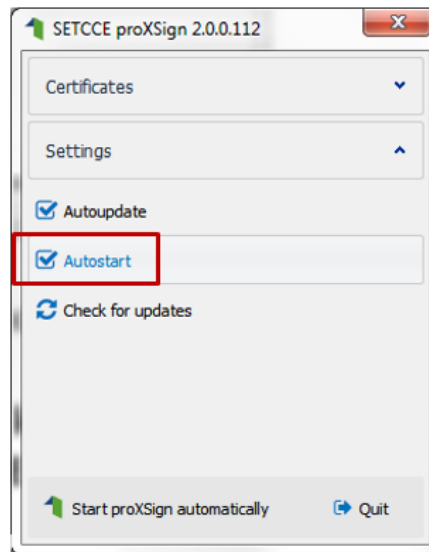 SETCCE proXSign 2.0.0.112
Certificates
Settings
Autoupdate
Autostart
Check for updates
Start proXSign automatically
Quit